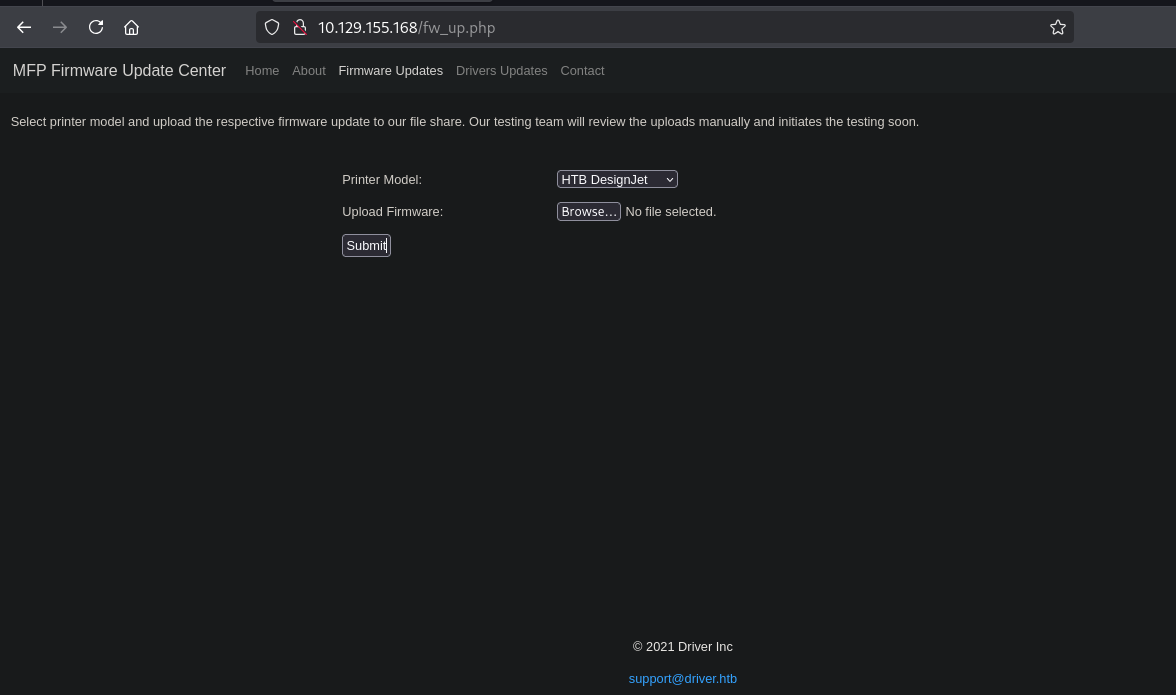 10.129.155.168/fw_up.php
MFP Firmware Update Center Home About Firmware Updates Drivers Updates Contact
Select printer model and upload the respective firmware update to our file share. Our testing team will review the uploads manually and initiates the testing soon.
Printer Model: HTB DesignJet
Upload Firmware: Browse... No file selected.
Submit
© 2021 Driver Inc
support@driver.htb